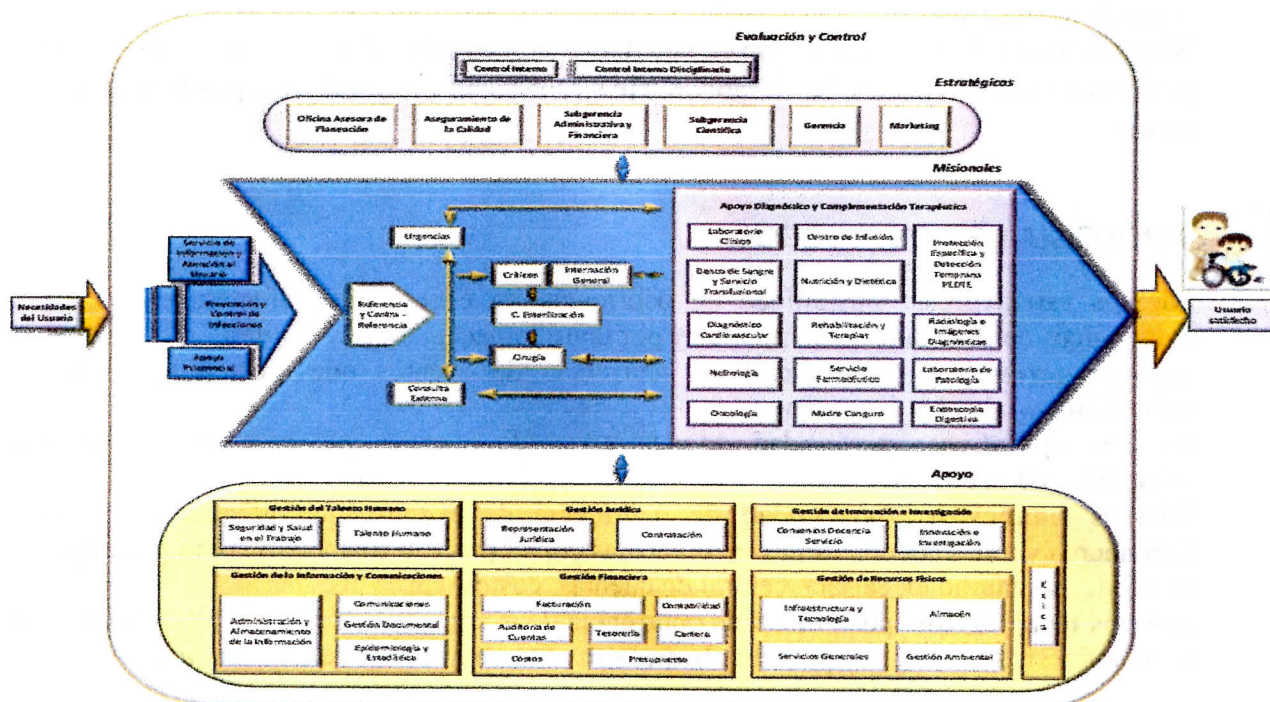 Evaluación y Control
Control Interno
Control Interno Disciplinario
Estratégicos
Oficina Asesora de
Planeación
Aseguramiento de
la Calidad
Subgerencia
Administrativa y
Financiera
Subgerencia
Científica
Gerencia
Marketing
Misionales
Necesidades
del Usuario
Servicio de
Información y
Atención al
Usuario
Prevención y
Control de
Infecciones
Apoyo
Referencia
y Contra -
Referencia
Urgencias
Críticos
Internación
General
C. Esterilización
Cirugía
Consulta
Externa
Apoyo Diagnóstico y Complementación Terapéutica
Laboratorio
Clínico
Centro de Infusión
Protección
Específica y
Detección
Temprana
PEDTE
Banco de Sangre
y Servicio
Transfusional
Nutrición y Dietética
Diagnóstico
Cardiovascular
Rehabilitación y
Terapias
Radiología e
Imágenes
Diagnósticas
Nefrología
Servicio
Farmacéutico
Laboratorio de
Patología
Oncología
Madre Canguro
Endoscopia
Digestiva
Usuario
satisfecho
Apoyo
Gestión del Talento Humano
Seguridad y Salud
en el Trabajo
Talento Humano
Gestión Jurídica
Representación
Jurídica
Contratación
Gestión de Innovación e Investigación
Convenios Docencia
Servicio
Innovación e
Investigación
Gestión de la Información y Comunicaciones
Administración y
Almacenamiento
de la Información
Comunicaciones
Gestión Documental
Epidemiología y
Estadística
Gestión Financiera
Facturación
Contabilidad
Auditoría de
Cuentas
Tesorería
Cartera
Costos
Presupuesto
Gestión de Recursos Físicos
Infraestructura y
Tecnología
Almacén
Servicios Generales
Gestión Ambiental
Ética